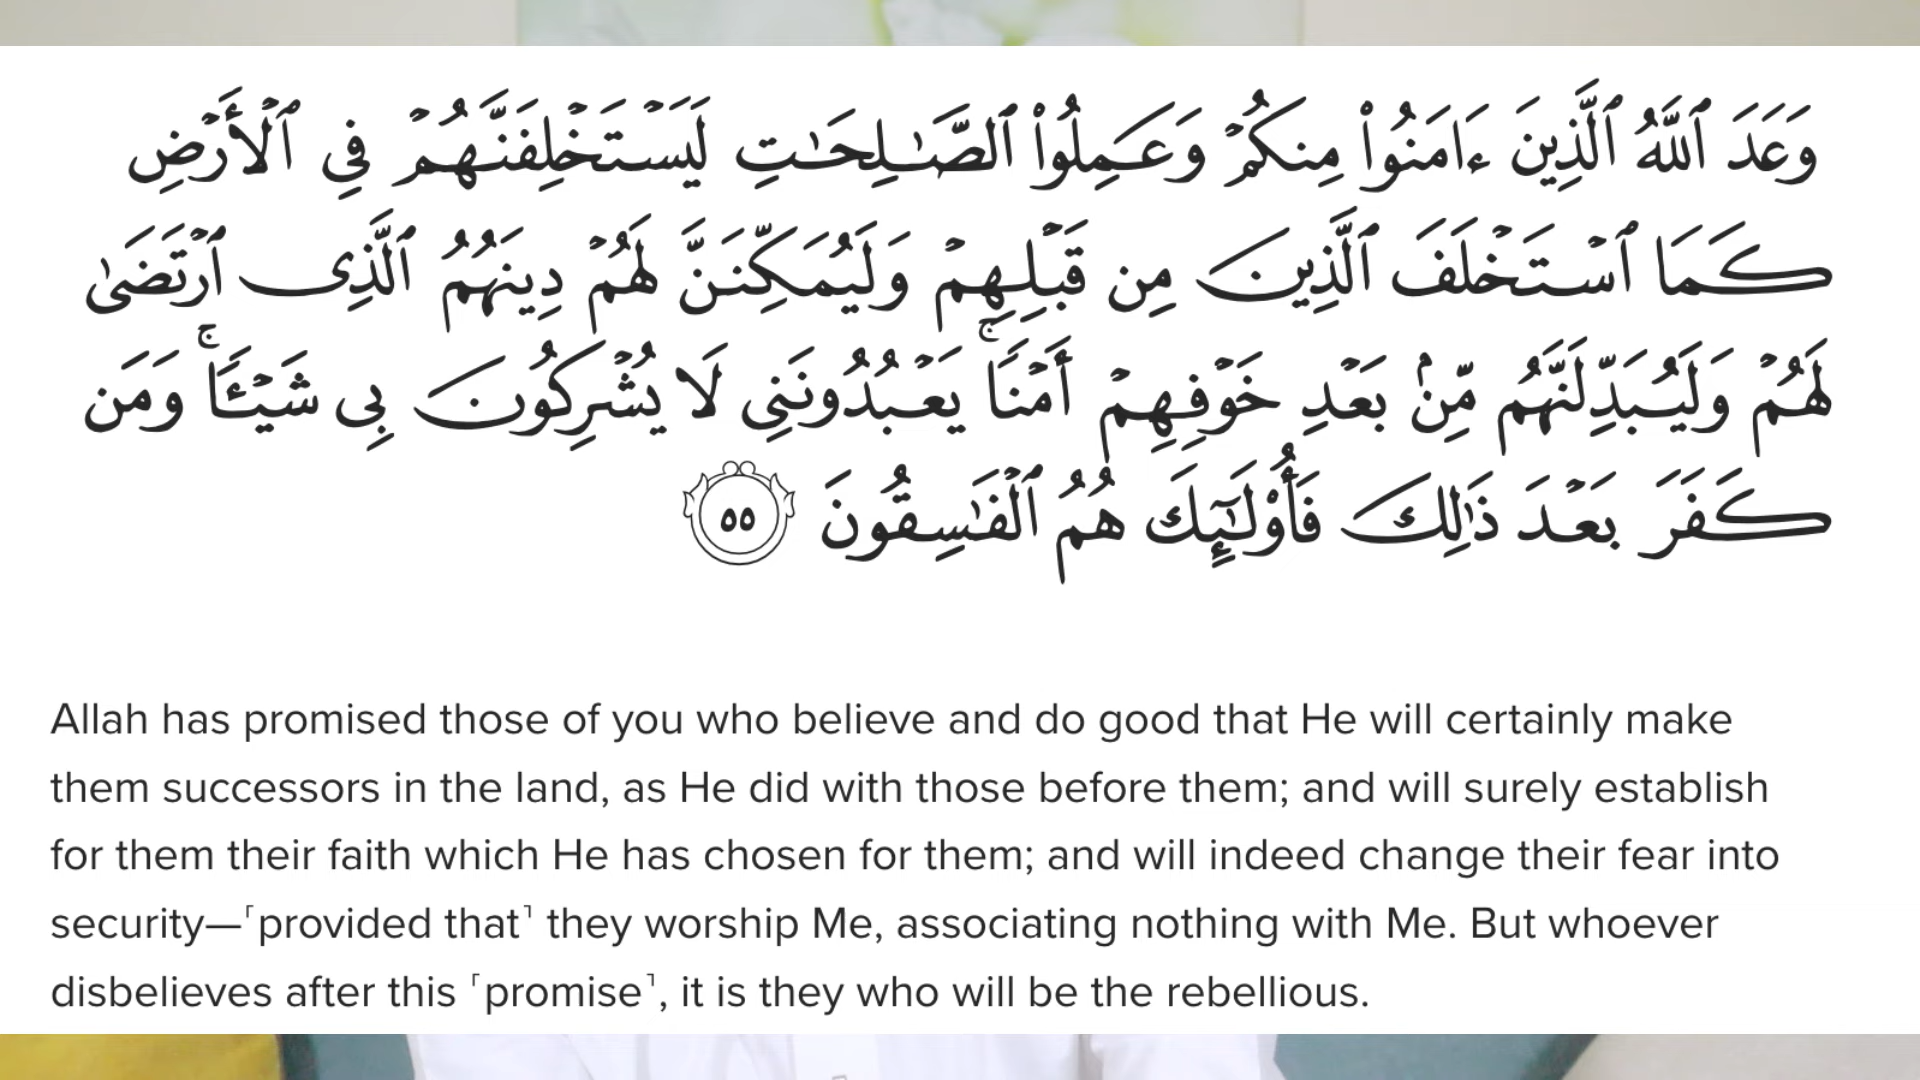 وَعَدَ ٱللَّهُ ٱلَّذِينَ ءَامَنُوا۟ مِنكُمْ وَعَمِلُوا۟ ٱلصَّـٰلِحَـٰتِ لَيَسْتَخْلِفَنَّهُمْ فِى ٱلْأَرْضِ
كَمَا ٱسْتَخْلَفَ ٱلَّذِينَ مِن قَبْلِهِمْ وَلَيُمَكِّنَنَّ لَهُمْ دِينَهُمُ ٱلَّذِى ٱرْتَضَىٰ
لَهُمْ وَلَيُبَدِّلَنَّهُم مِّنۢ بَعْدِ خَوْفِهِمْ أَمْنًا ۚ يَعْبُدُونَنِى لَا يُشْرِكُونَ بِى شَيْـًٔا ۚ وَمَن
كَفَرَ بَعْدَ ذَٰلِكَ فَأُو۟لَـٰٓئِكَ هُمُ ٱلْفَـٰسِقُونَ ٥٥
Allah has promised those of you who believe and do good that He will certainly make
them successors in the land, as He did with those before them; and will surely establish
for them their faith which He has chosen for them; and will indeed change their fear into
security—˹provided that˺ they worship Me, associating nothing with Me. But whoever
disbelieves after this ˹promise˺, it is they who will be the rebellious.